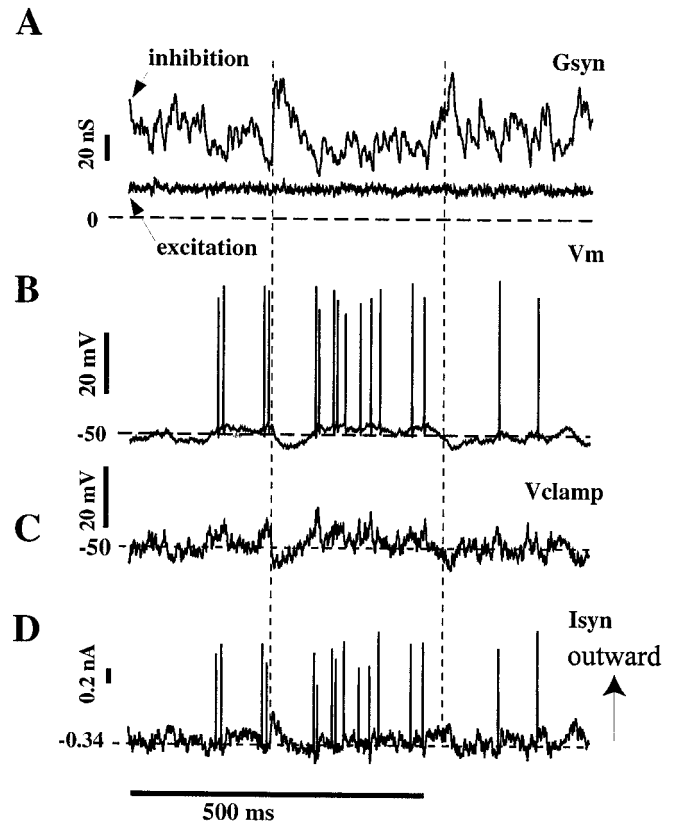 A
inhibition
Gsyn
20 nS
0
excitation
Vm
B
20 mV
-50
20 mV
Vclamp
C
-50
D
Isyn
outward
0.2 nA
-0.34
500 ms